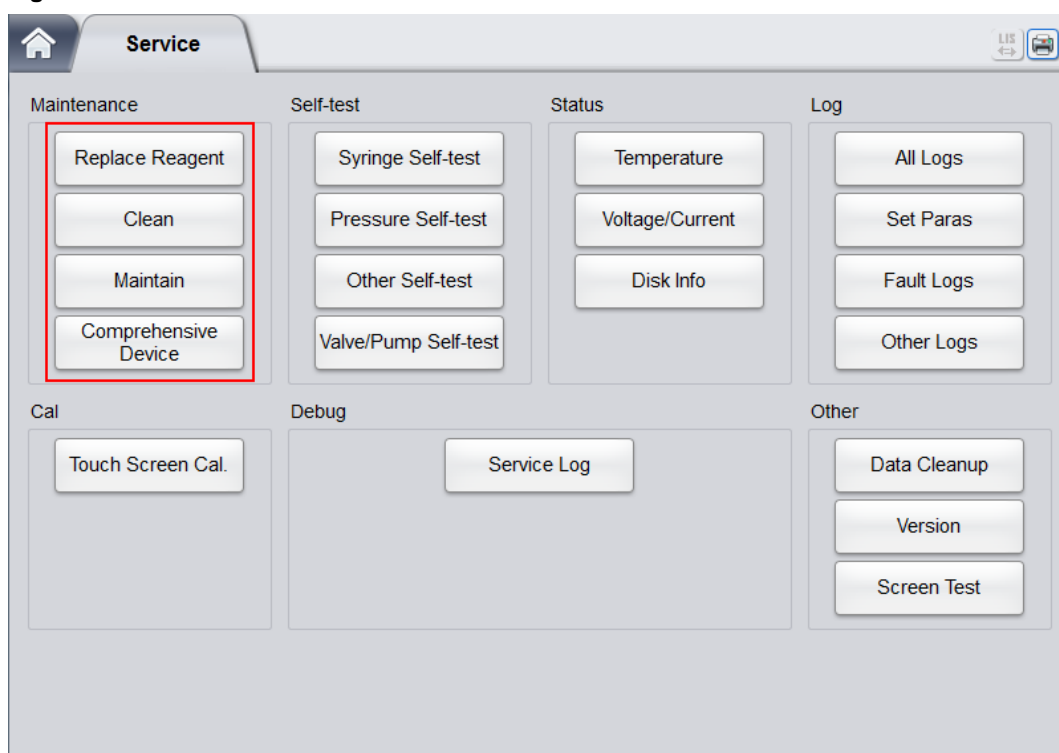 Service
LIS
Maintenance
Replace Reagent
Clean
Maintain
Comprehensive
Device
Self-test
Syringe Self-test
Pressure Self-test
Other Self-test
Valve/Pump Self-test
Status
Temperature
Voltage/Current
Disk Info
Log
All Logs
Set Paras
Fault Logs
Other Logs
Cal
Touch Screen Cal.
Debug
Service Log
Other
Data Cleanup
Version
Screen Test